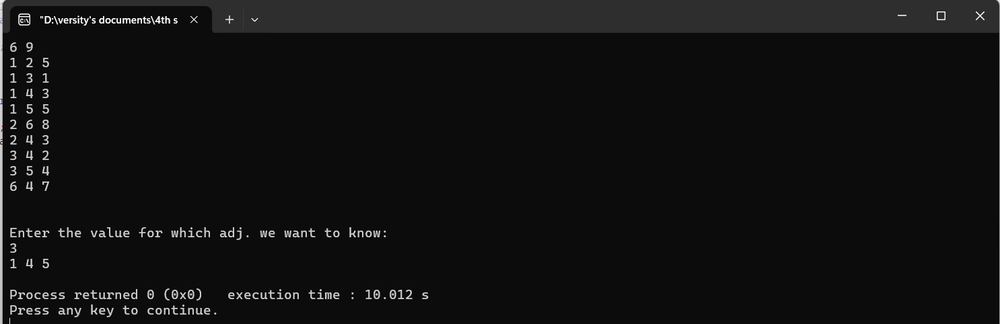 "D:\versity's documents\4th s
6 9
1 2 5
1 3 1
1 4 3
1 5 5
2 6 8
2 4 3
3 4 2
3 5 4
6 4 7
Enter the value for which adj. we want to know:
3
1 4 5
Process returned 0 (0x0)   execution time : 10.012 s
Press any key to continue.